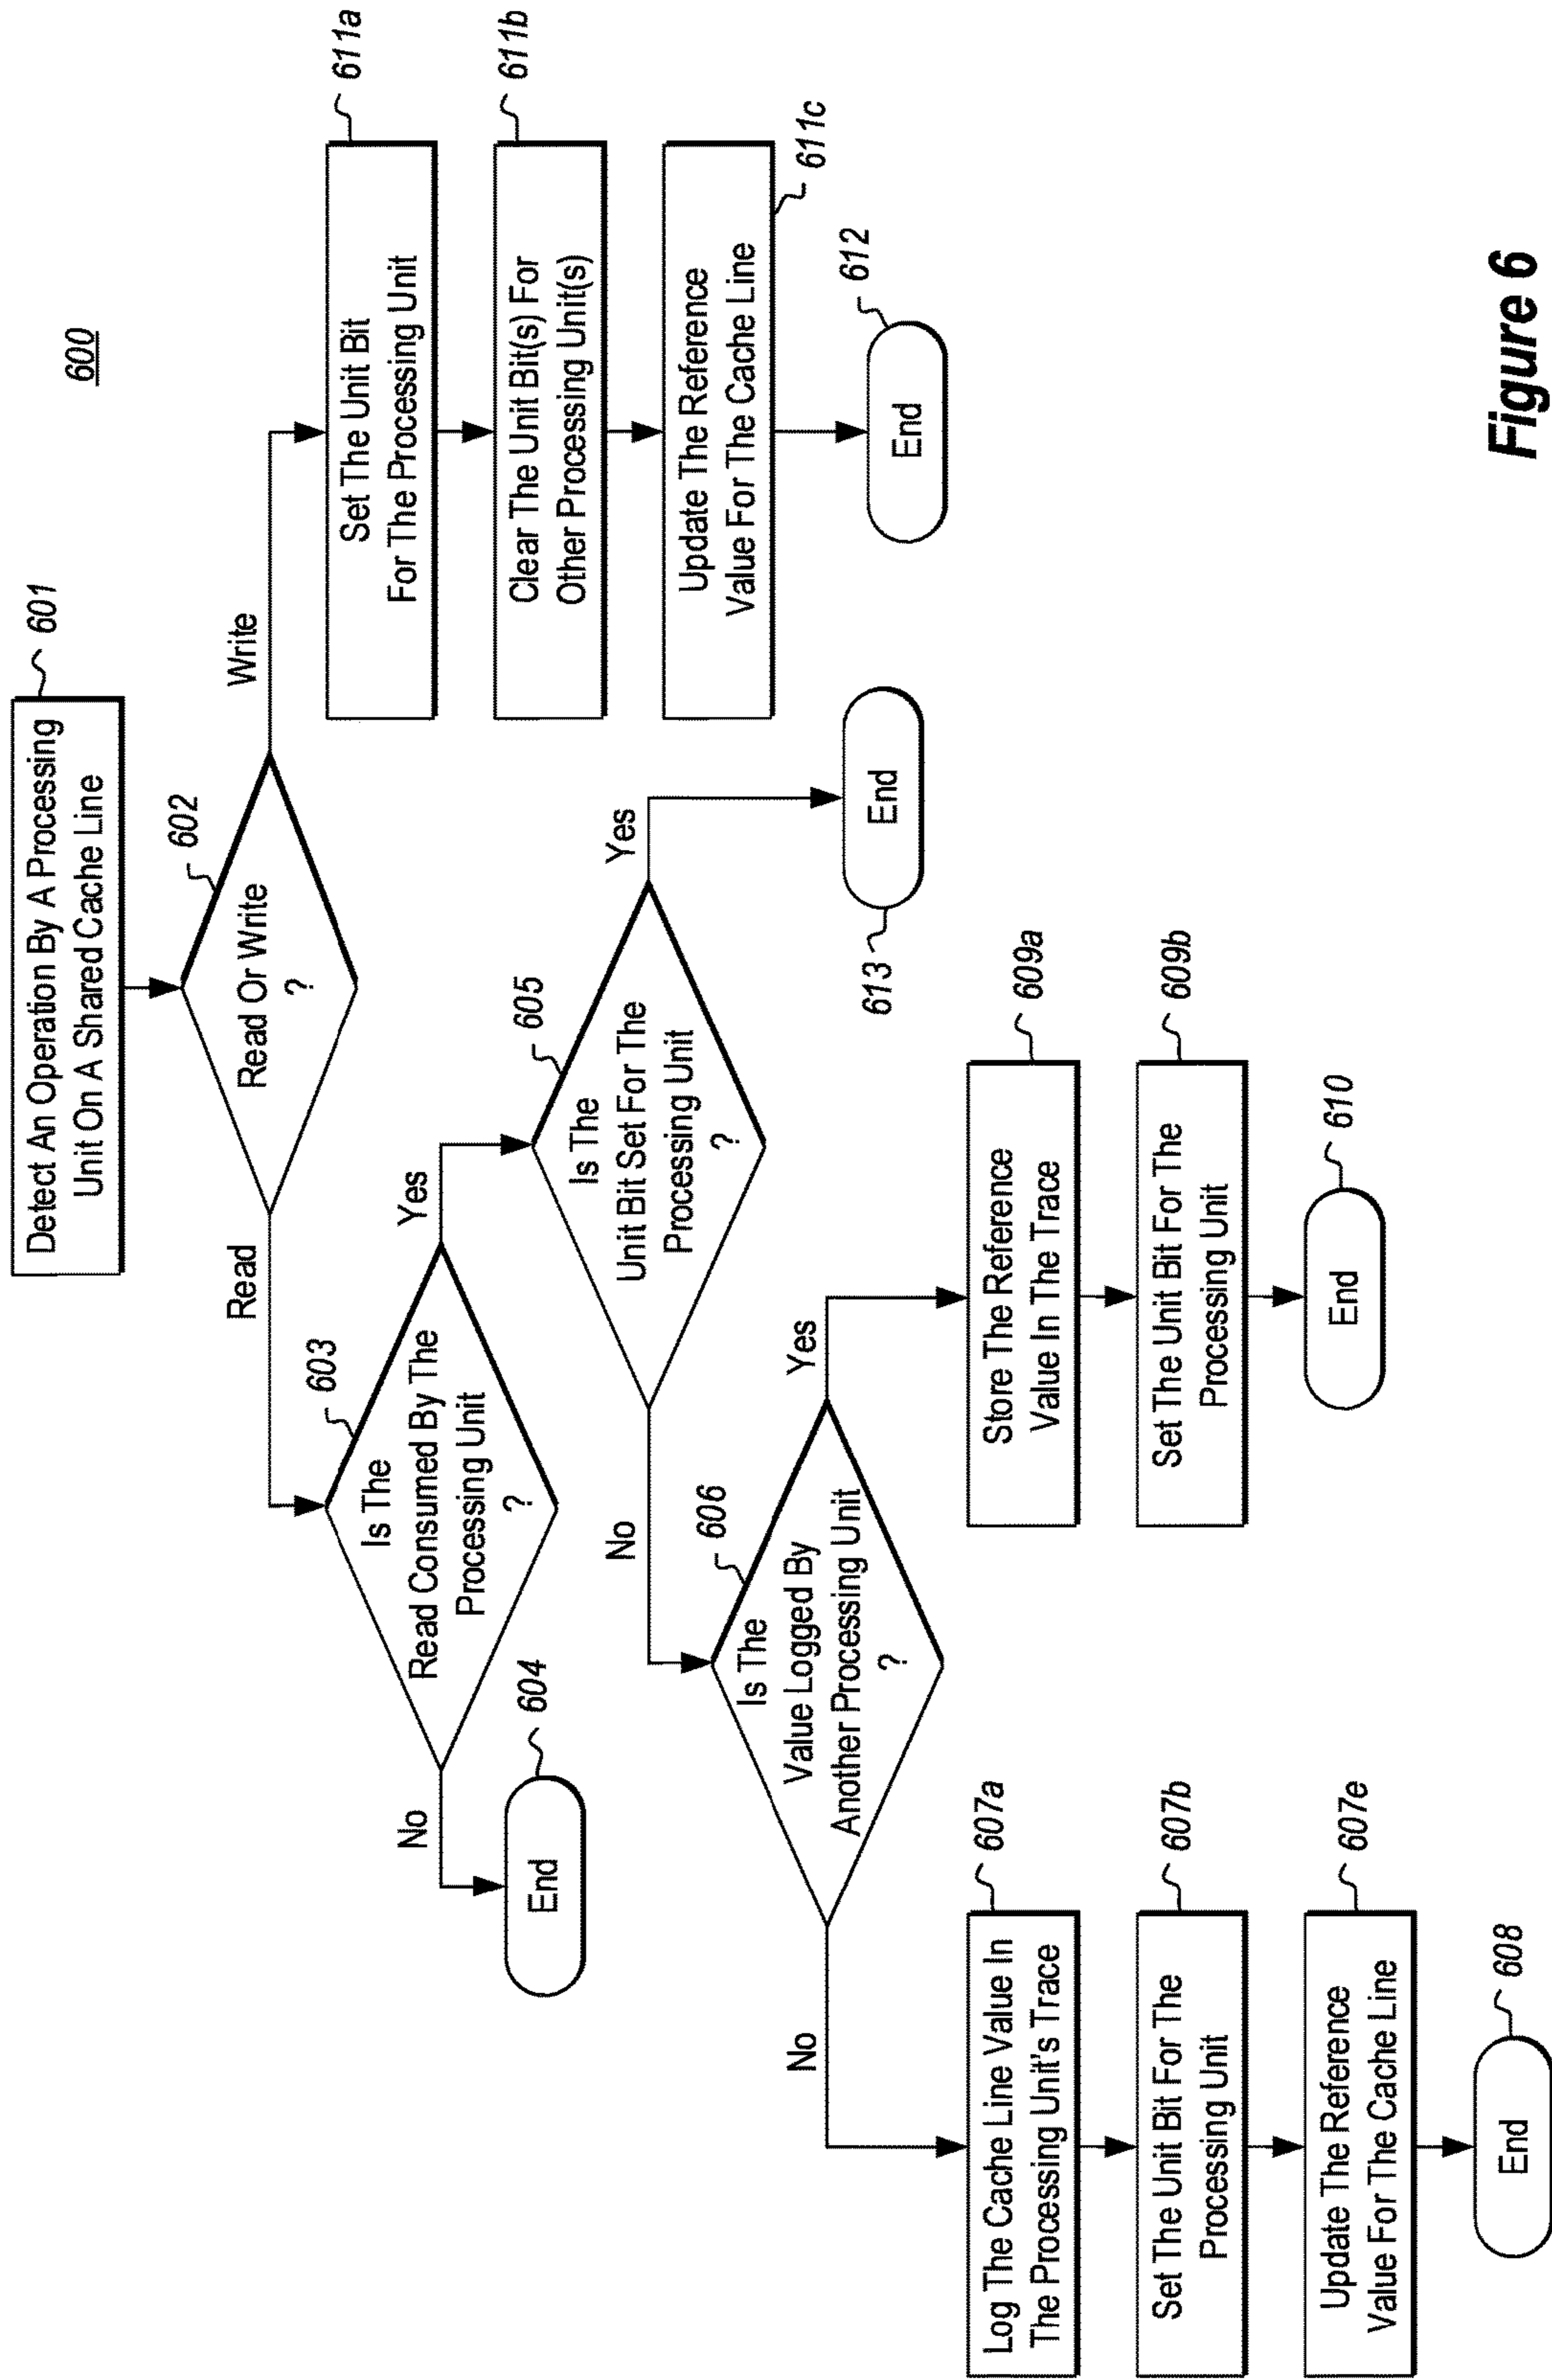 600
Detect An Operation By A Processing
Unit On A Shared Cache Line
601
Read Or Write
?
602
Read
Write
Is The
Read Consumed By The
Processing Unit
?
603
No
Yes
End
604
Is The
Unit Bit Set For The
Processing Unit
?
605
No
Yes
End
613
Is The
Value Logged By
Another Processing Unit
?
606
No
Yes
Log The Cache Line Value In
The Processing Unit's Trace
607a
Set The Unit Bit For The
Processing Unit
607b
Update The Reference
Value For The Cache Line
607e
End
608
Store The Reference
Value In The Trace
609a
Set The Unit Bit For The
Processing Unit
609b
End
610
Set The Unit Bit
For The Processing Unit
611a
Clear The Unit Bit(s) For
Other Processing Unit(s)
611b
Update The Reference
Value For The Cache Line
611c
End
612
Figure 6